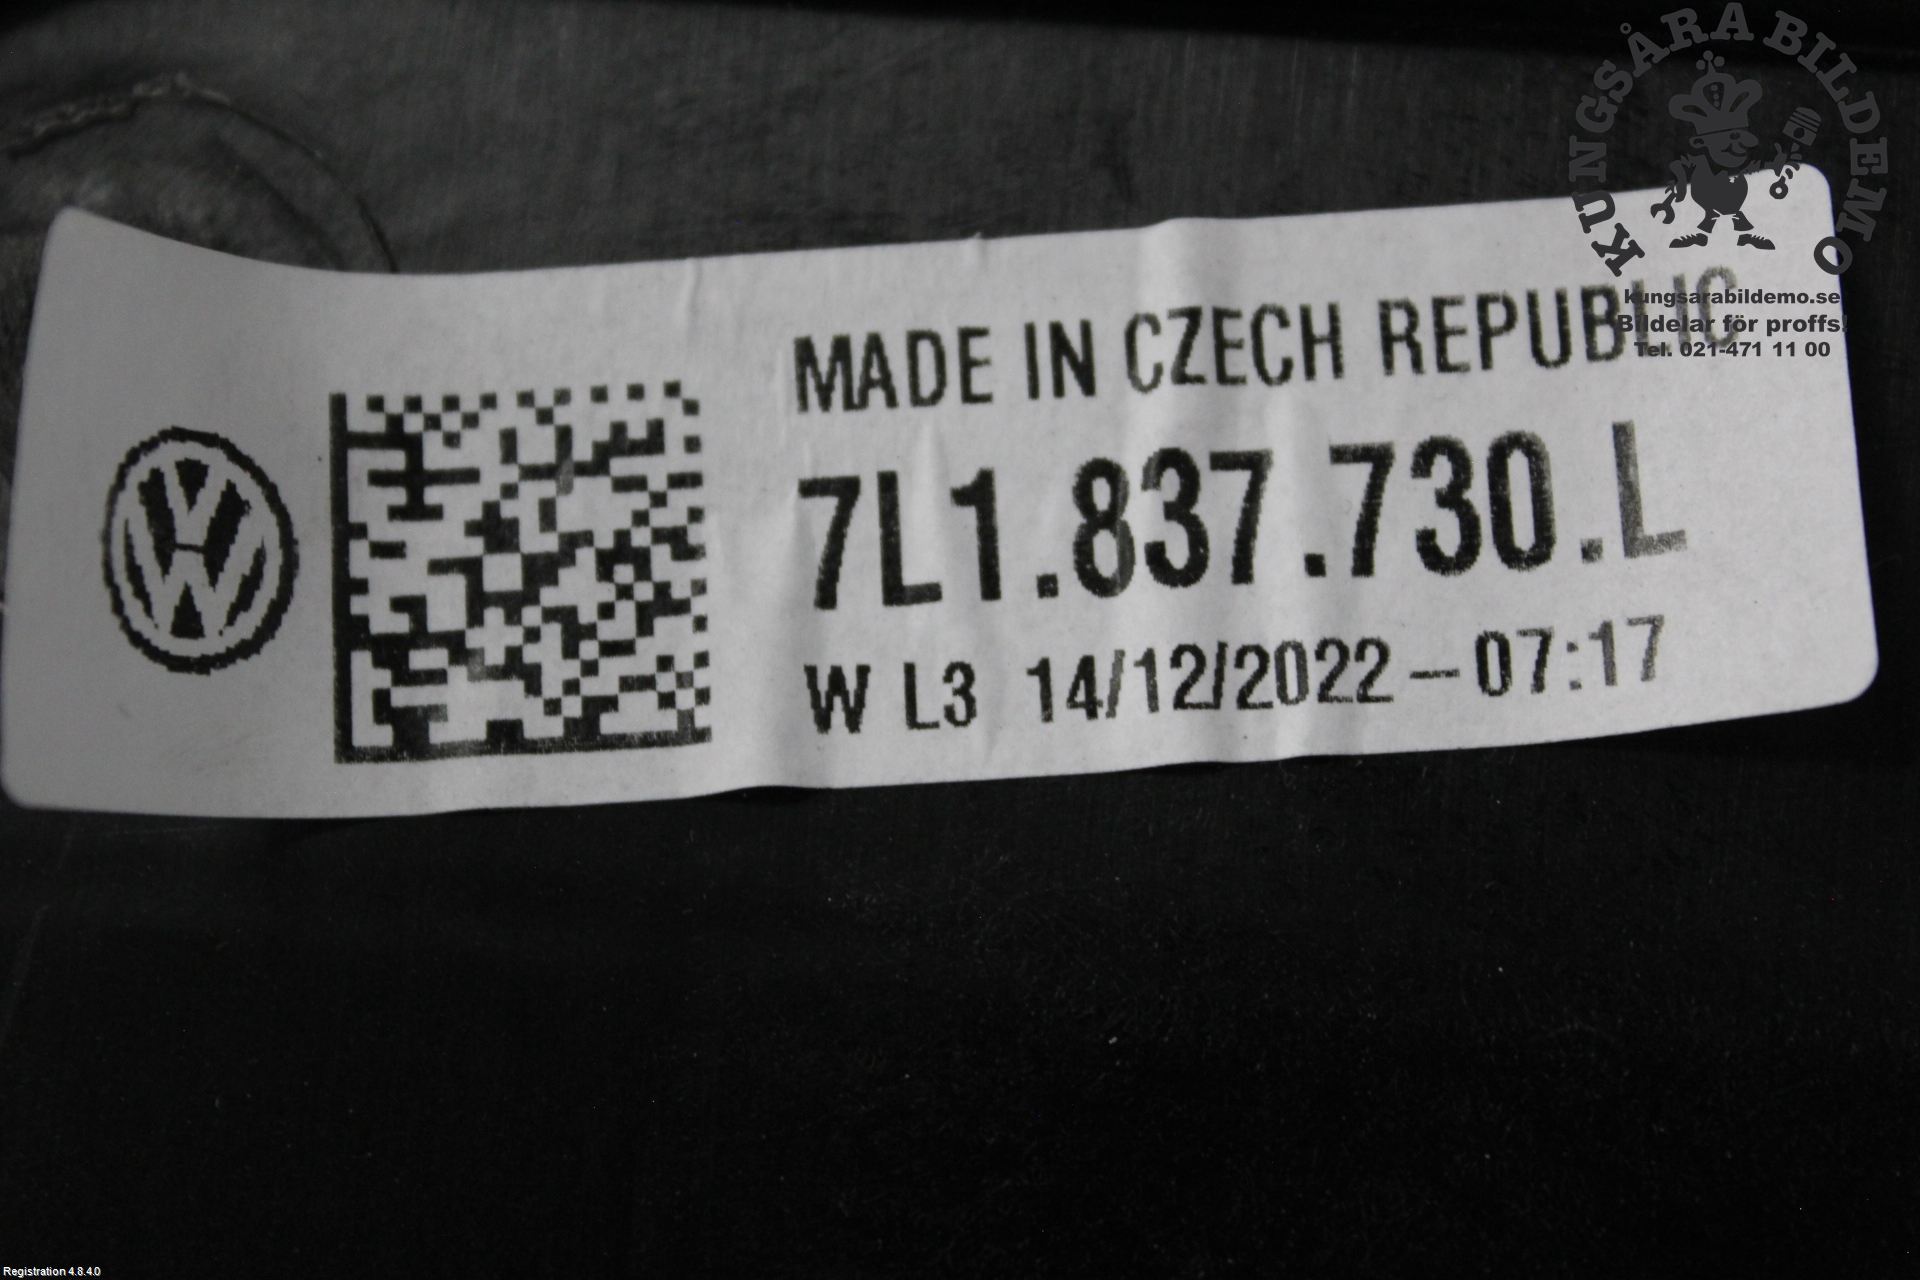 KUNGSÅRA BILDEMO
kungsarabildemo.se
Bildelar för proffs!
Tel. 021-471 11 00
MADE IN CZECH REPUBLIC
7L1.837.730.L
W L3 14/12/2022-07:17
Registration 4.8.4.0